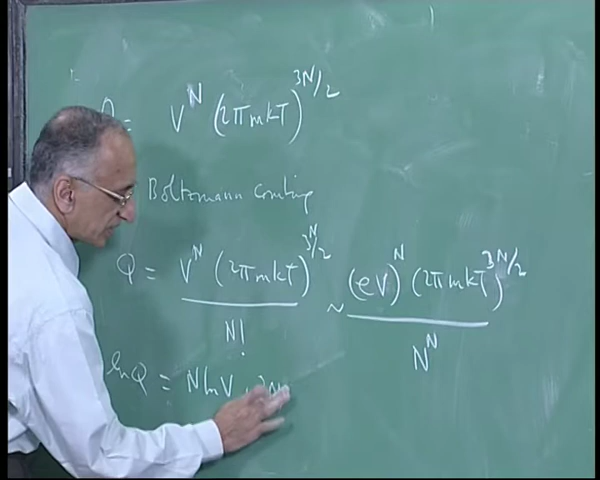 Q = V^N (2πmkT)^{3N/2}
Boltzmann counting
Q = V^N (2πmkT)^{3N/2} / N! ~ (eV)^N (2πmkT)^{3N/2} / N^N
ln Q = N ln V